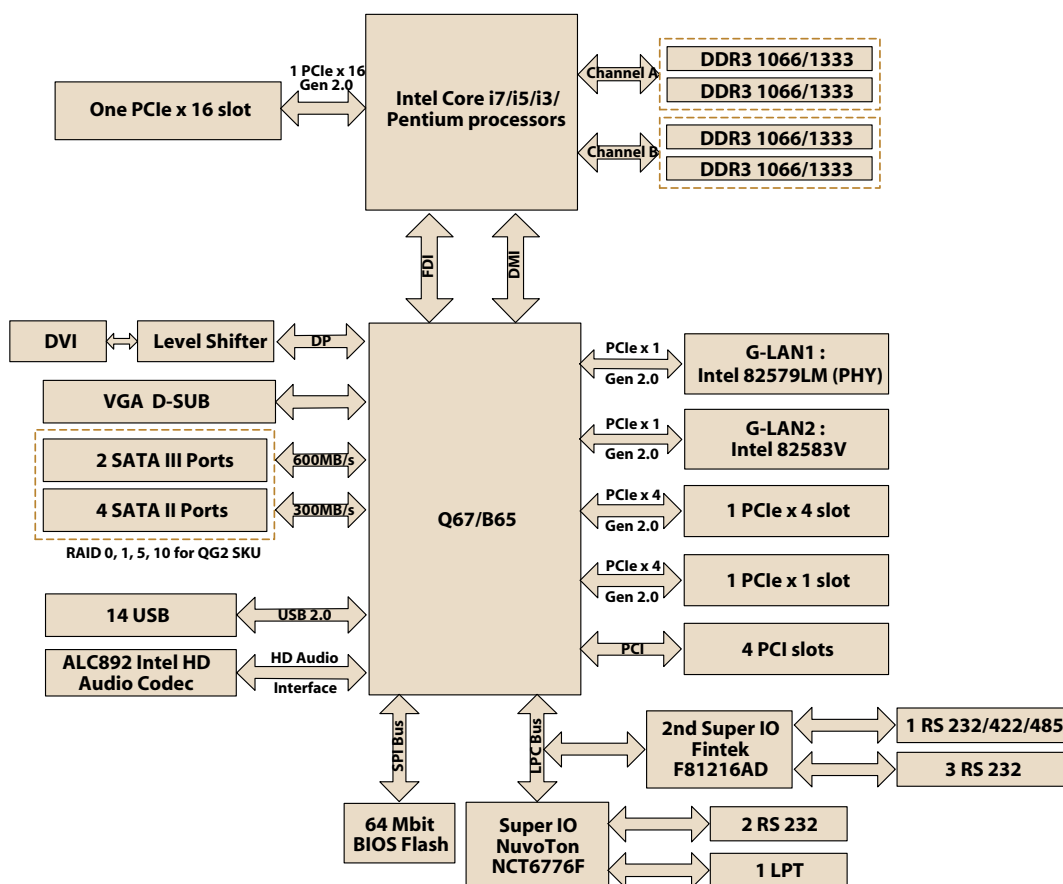 One PCIe x 16 slot
1 PCIe x 16
Gen 2.0
Intel Core i7/i5/i3/
Pentium processors
Channel A
DDR3 1066/1333
DDR3 1066/1333
Channel B
DDR3 1066/1333
DDR3 1066/1333
FDI
DMI
DVI
Level Shifter
DP
VGA D-SUB
2 SATA III Ports
600MB/s
4 SATA II Ports
300MB/s
RAID 0, 1, 5, 10 for QG2 SKU
14 USB
USB 2.0
ALC892 Intel HD
Audio Codec
HD Audio
Interface
Q67/B65
PCIe x 1
Gen 2.0
G-LAN1 :
Intel 82579LM (PHY)
PCIe x 1
Gen 2.0
G-LAN2 :
Intel 82583V
PCIe x 4
Gen 2.0
1 PCIe x 4 slot
PCIe x 4
Gen 2.0
1 PCIe x 1 slot
PCI
4 PCI slots
SPI Bus
LPC Bus
2nd Super IO
Fintek
F81216AD
1 RS 232/422/485
3 RS 232
64 Mbit
BIOS Flash
Super IO
NuvoTon
NCT6776F
2 RS 232
1 LPT